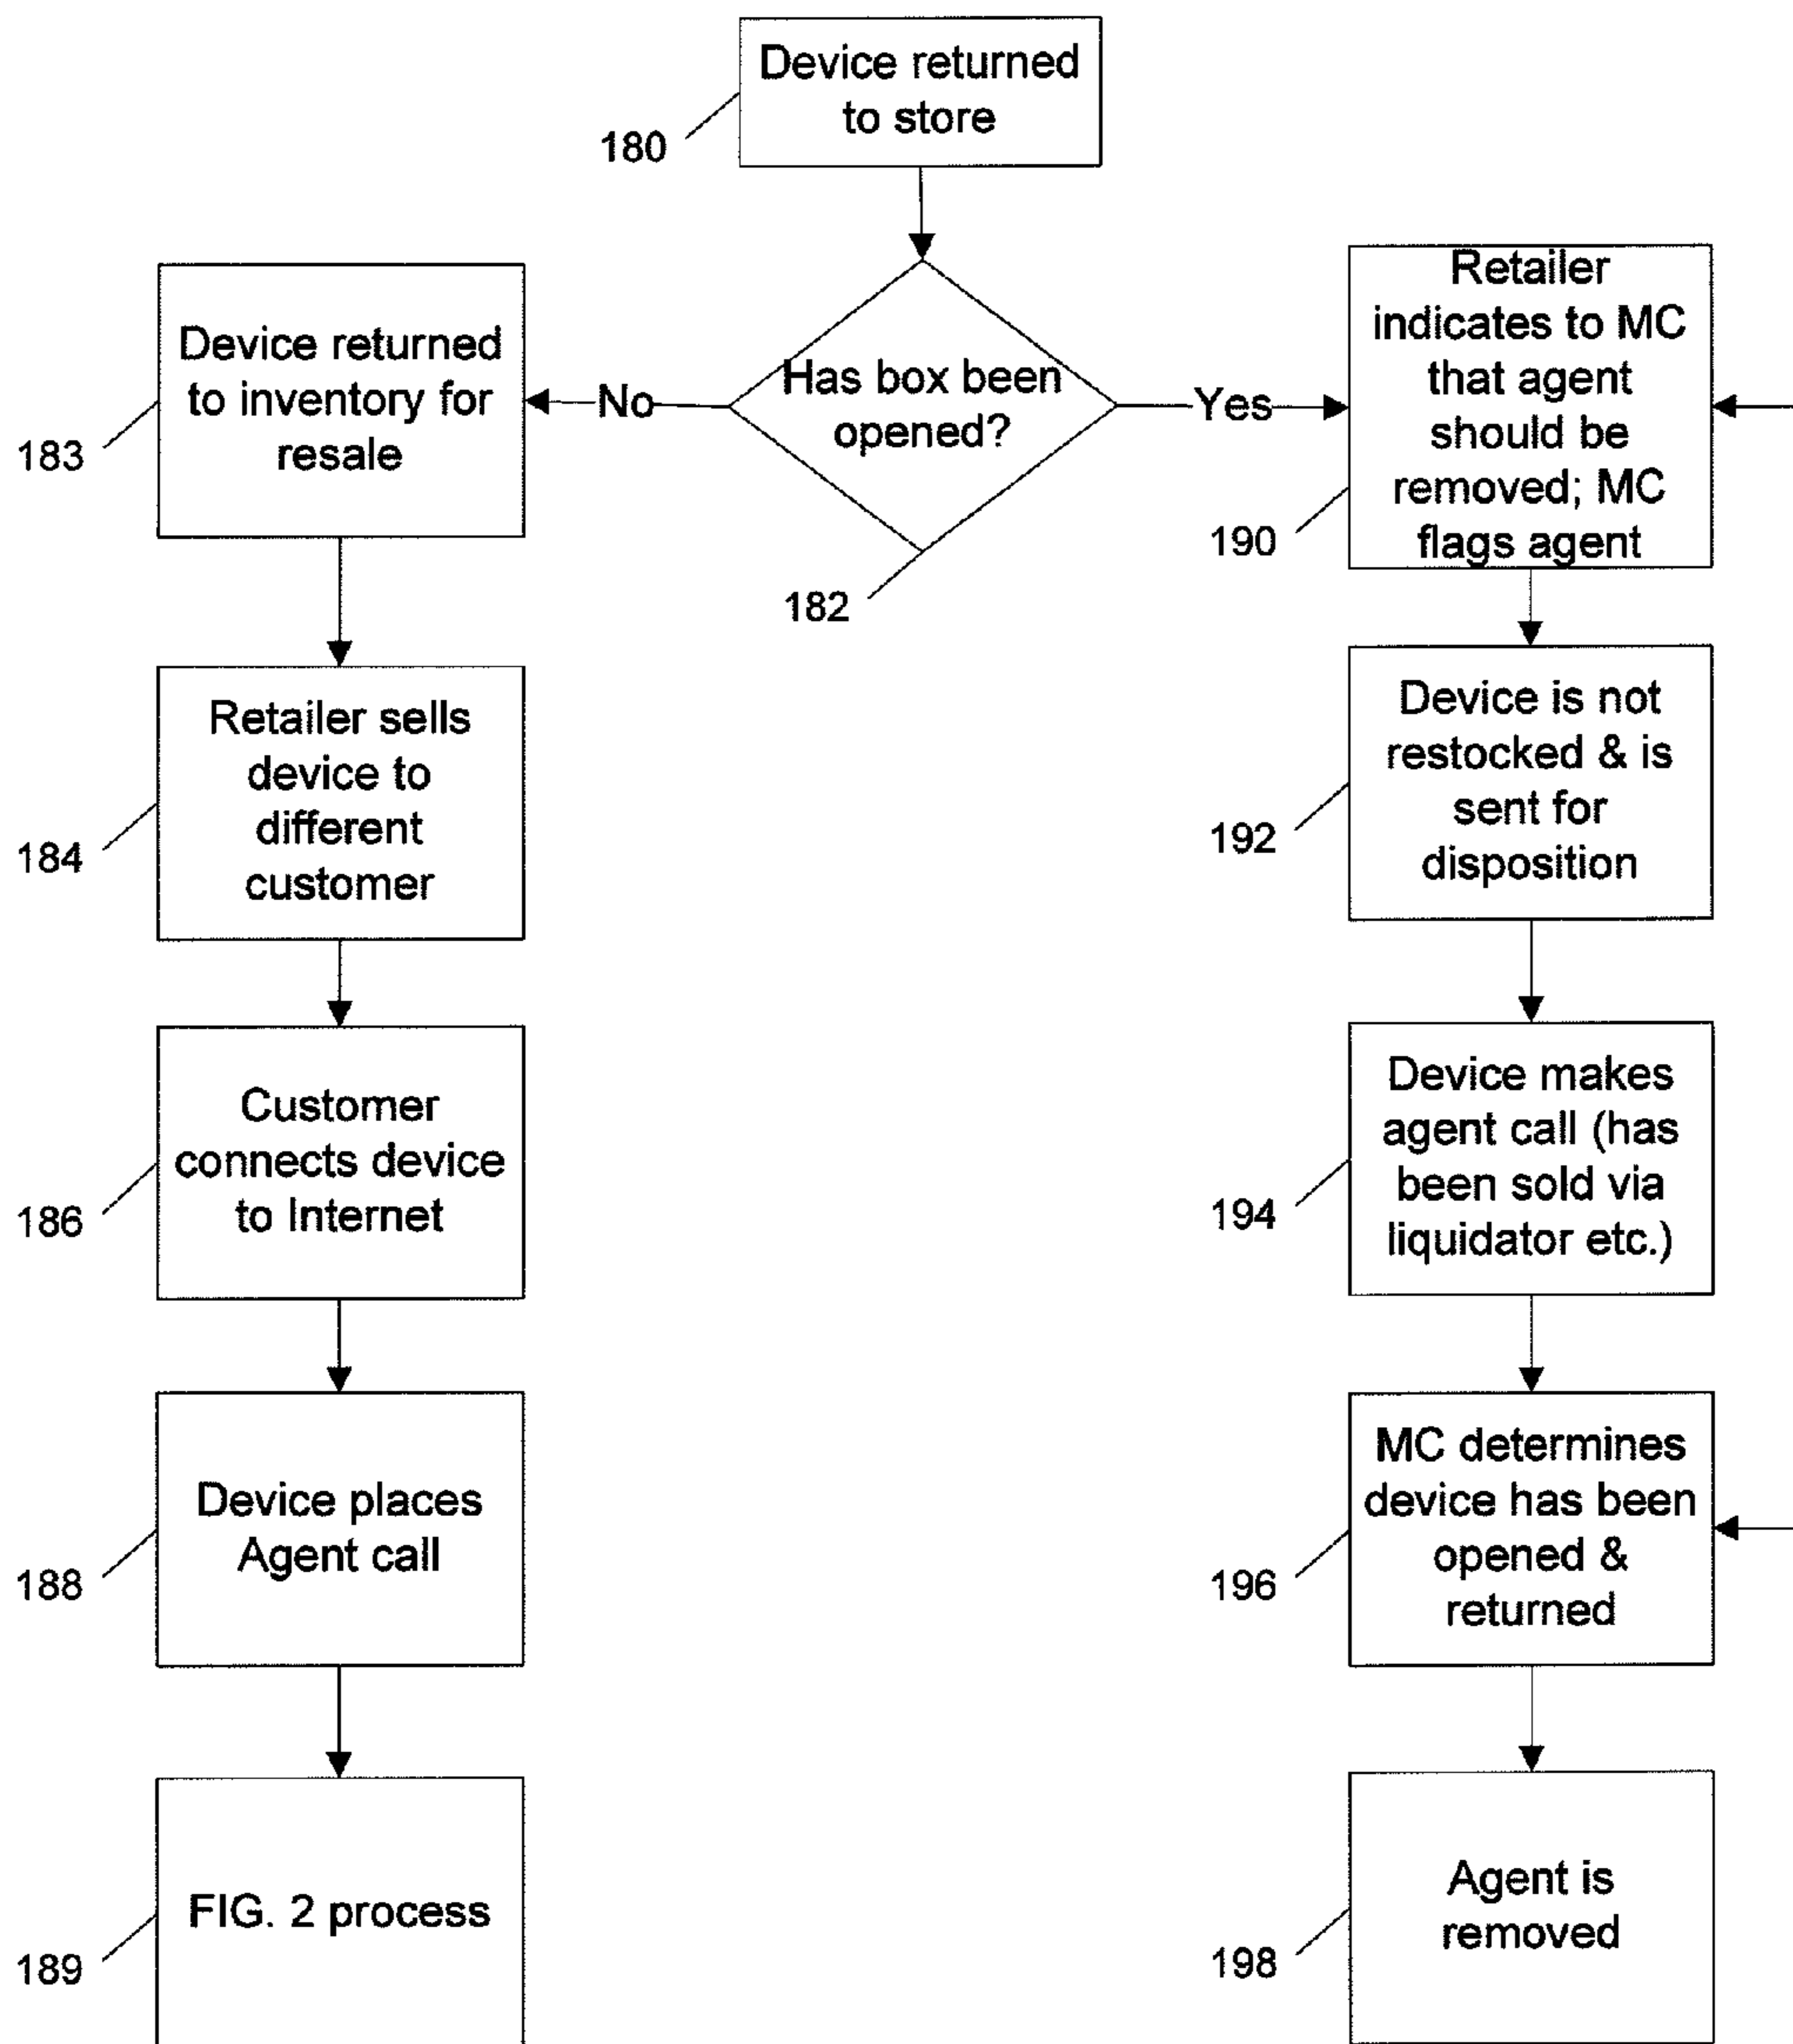 Device returned
to store
180
Has box been
opened?
182
No
Yes
Device returned
to inventory for
resale
183
Retailer sells
device to
different
customer
184
Customer
connects device
to Internet
186
Device places
Agent call
188
FIG. 2 process
189
Retailer
indicates to MC
that agent
should be
removed; MC
flags agent
190
Device is not
restocked & is
sent for
disposition
192
Device makes
agent call (has
been sold via
liquidator etc.)
194
MC determines
device has been
opened &
returned
196
Agent is
removed
198